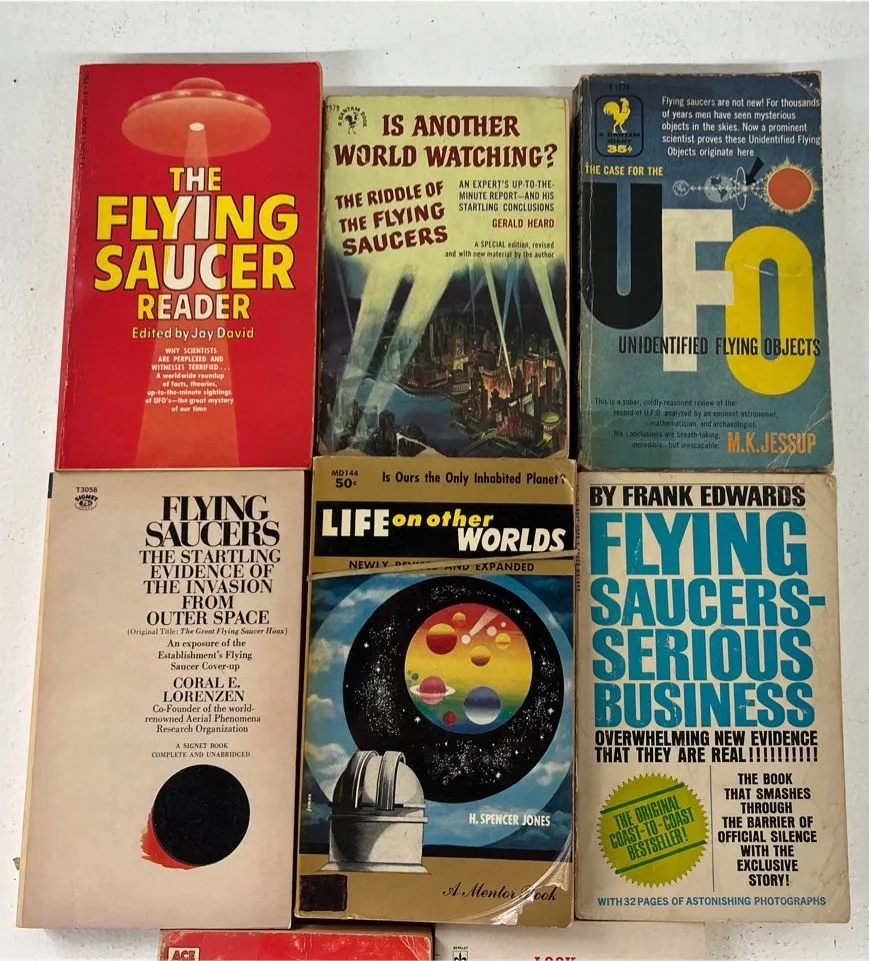 THE
FLYING
SAUCER
READER
Edited by Jay David
WHY SCIENTISTS
ARE PERPLEXED AND
WITNESSES TERRIFIED...
A worldwide roundup
of facts, theories,
up-to-the-minute sightings
of UFO's—the great mystery
of our time
A BANTAM BOOK
IS ANOTHER
WORLD WATCHING?
THE RIDDLE OF
THE FLYING
SAUCERS
AN EXPERT'S UP-TO-THE-
MINUTE REPORT—AND HIS
STARTLING CONCLUSIONS
GERALD HEARD
A SPECIAL edition, revised
and with new material by the author
A BANTAM
35¢
Flying saucers are not new! For thousands
of years men have seen mysterious
objects in the skies. Now a prominent
scientist proves these Unidentified Flying
Objects originate here
THE CASE FOR THE
UFO
UNIDENTIFIED FLYING OBJECTS
This is a sober, coldly-reasoned review of the
record of U.F.O. analyzed by an eminent astronomer,
mathematician, and archaeologist.
His conclusions are breath-taking,
incredible—but inescapable.
M.K. JESSUP
T3058
SIGNET
FLYING
SAUCERS
THE STARTLING
EVIDENCE OF
THE INVASION
FROM
OUTER SPACE
(Original Title: The Great Flying Saucer Hoax)
An exposure of the
Establishment's Flying
Saucer Cover-up
CORAL E.
LORENZEN
Co-Founder of the world-
renowned Aerial Phenomena
Research Organization
A SIGNET BOOK
COMPLETE AND UNABRIDGED
MD144
50¢
Is Ours the Only Inhabited Planet?
LIFE on other
WORLDS
NEWLY REVISED AND EXPANDED
H. SPENCER JONES
A Mentor Book
BY FRANK EDWARDS
FLYING
SAUCERS-
SERIOUS
BUSINESS
OVERWHELMING NEW EVIDENCE
THAT THEY ARE REAL!!!!!!!!!!
THE ORIGINAL
COAST-TO-COAST
BESTSELLER!
THE BOOK
THAT SMASHES
THROUGH
THE BARRIER OF
OFFICIAL SILENCE
WITH THE
EXCLUSIVE
STORY!
WITH 32 PAGES OF ASTONISHING PHOTOGRAPHS
ACE
BERKLEY
LOOK